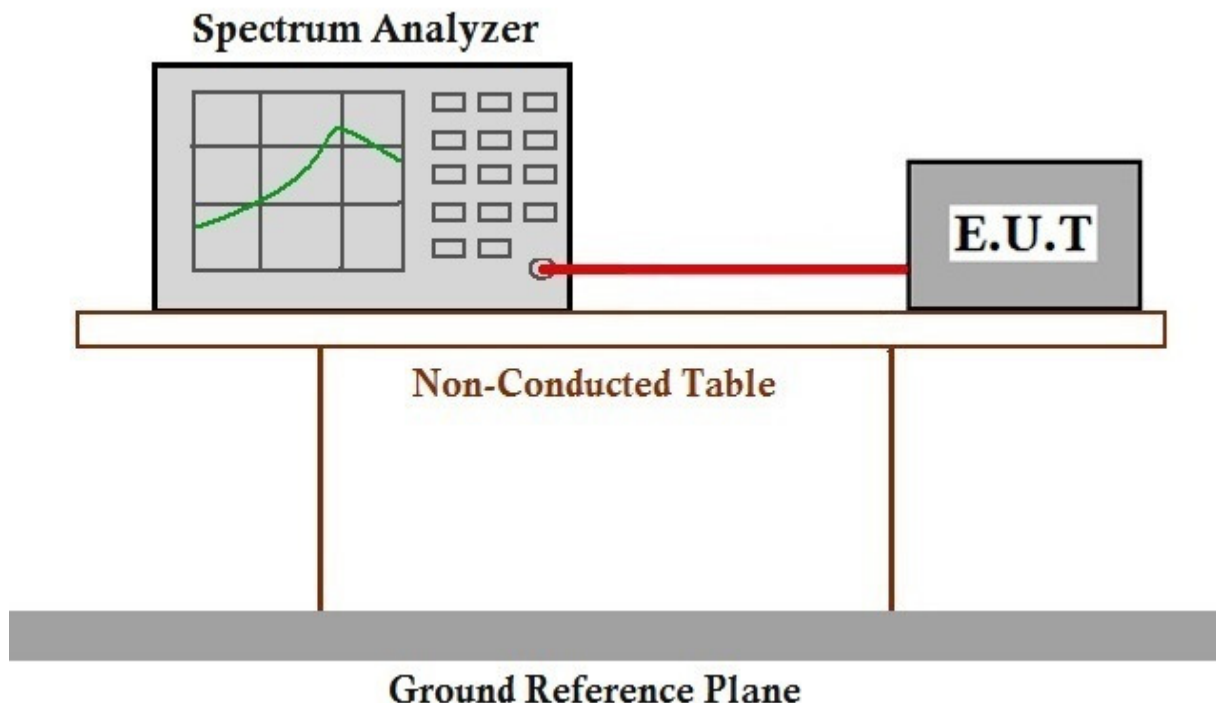 Spectrum Analyzer
E.U.T
Non-Conducted Table
Ground Reference Plane